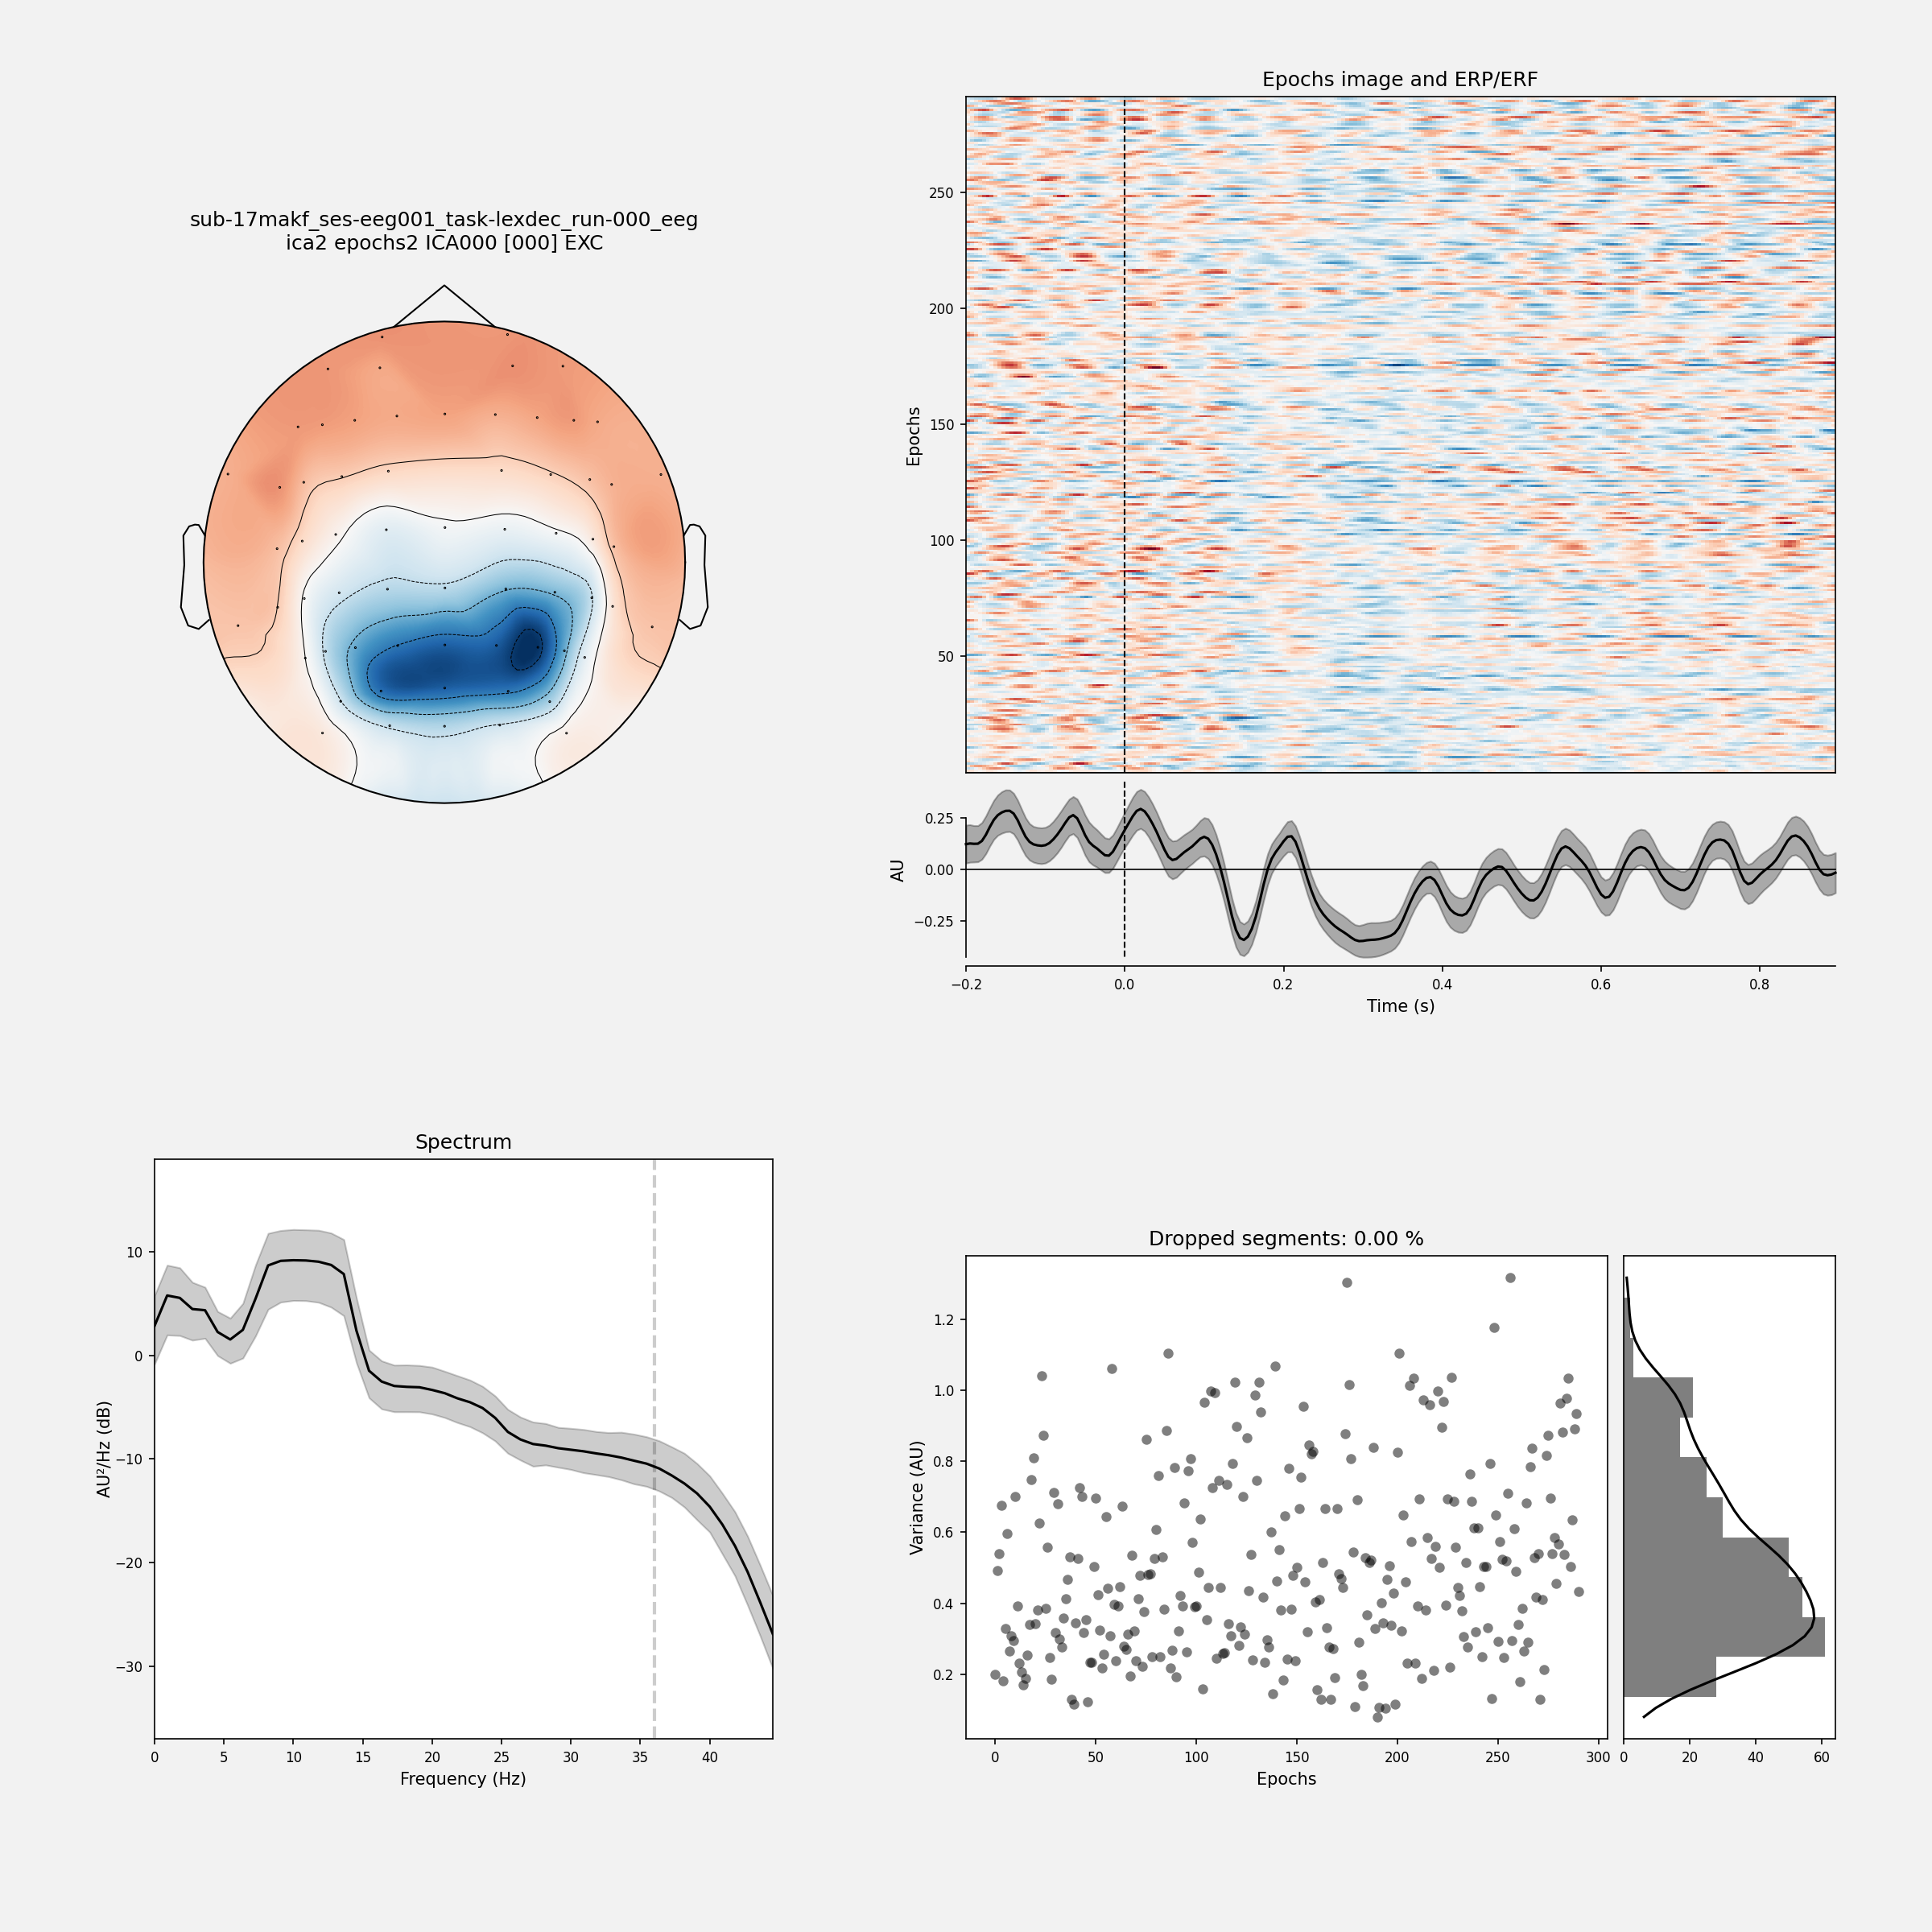 sub-17makf_ses-eeg001_task-lexdec_run-000_eeg
ica2 epochs2 ICA000 [000] EXC
Epochs image and ERP/ERF
Epochs
250
200
150
100
50
AU
0.25
0.00
−0.25
−0.2 0.0 0.2 0.4 0.6 0.8
Time (s)
Spectrum
AU²/Hz (dB)
10
0
−10
−20
−30
0 5 10 15 20 25 30 35 40
Frequency (Hz)
Dropped segments: 0.00 %
Variance (AU)
1.2
1.0
0.8
0.6
0.4
0.2
0 50 100 150 200 250 300
Epochs
0 20 40 60